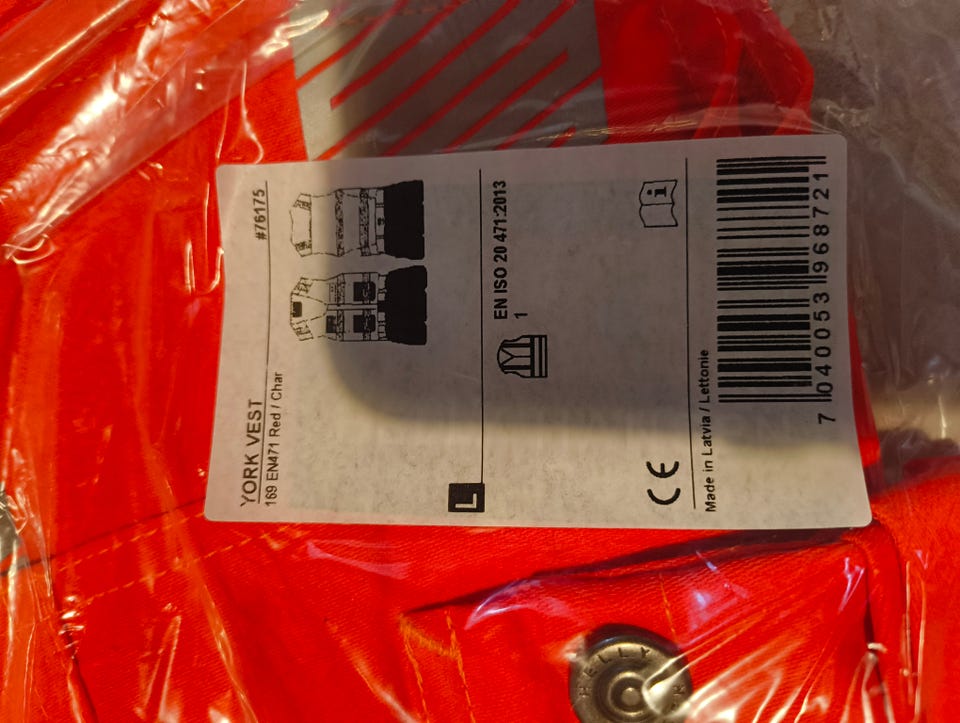 YORK VEST #76175
169 EN471 Red / Char
L
EN ISO 20 471:2013
1
i
CE
Made in Latvia / Lettonie
7 040053 968721
HELLY